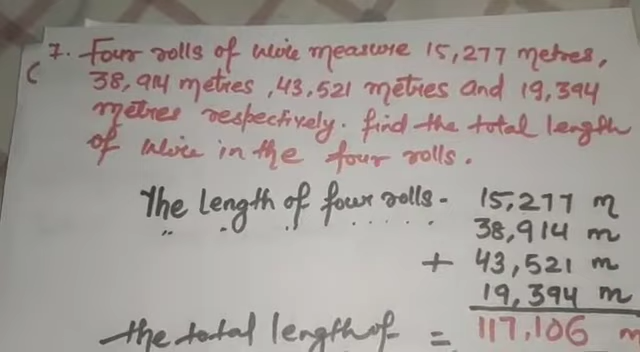 7. Four rolls of wire measure 15,277 metres,
( 38,914 metres, 43,521 metres and 19,394
metres respectively. find the total length
of wire in the four rolls.
The Length of four rolls - 15,277 m
" . . . . . . . 38,914 m
+ 43,521 m
19,394 m
the total length of = 117,106 m